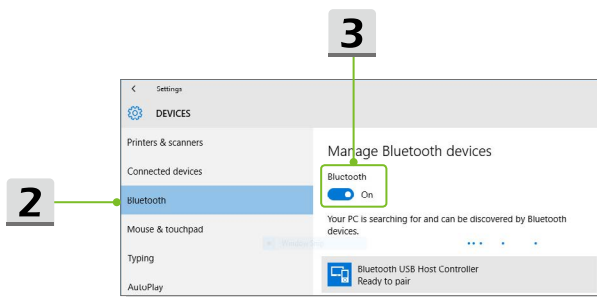 3
Settings
DEVICES
Printers & scanners
Connected devices
2
Bluetooth
Mouse & touchpad
Typing
AutoPlay
Manage Bluetooth devices
Bluetooth
On
Your PC is searching for and can be discovered by Bluetooth
devices.
Bluetooth USB Host Controller
Ready to pair